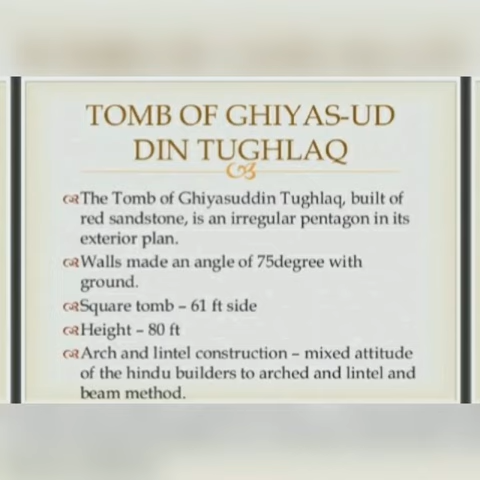 TOMB OF GHIYAS-UD
DIN TUGHLAQ
The Tomb of Ghiyasuddin Tughlaq, built of
red sandstone, is an irregular pentagon in its
exterior plan.
Walls made an angle of 75degree with
ground.
Square tomb – 61 ft side
Height – 80 ft
Arch and lintel construction – mixed attitude
of the hindu builders to arched and lintel and
beam method.